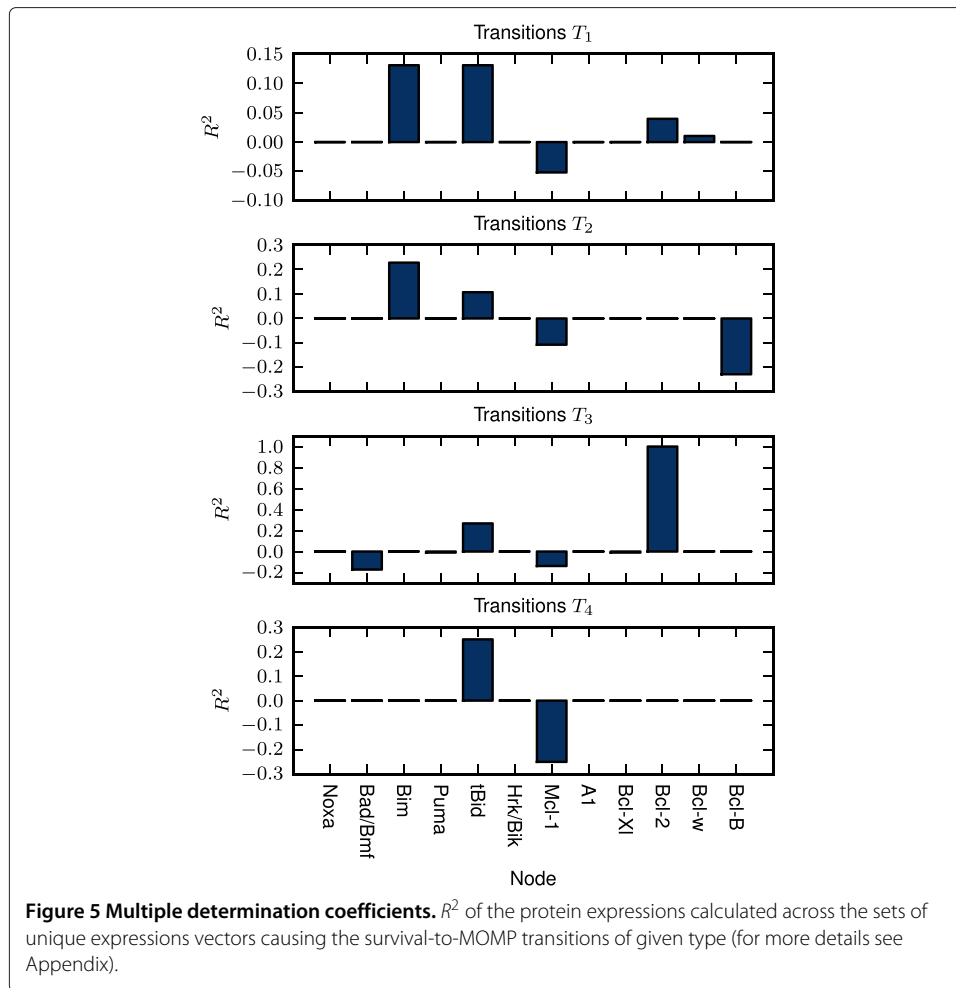 Transitions T₁
0.15
0.10
0.05
0.00
−0.05
−0.10
R²
Transitions T₂
0.3
0.2
0.1
0.0
−0.1
−0.2
−0.3
R²
Transitions T₃
1.0
0.8
0.6
0.4
0.2
0.0
−0.2
R²
Transitions T₄
0.3
0.2
0.1
0.0
−0.1
−0.2
−0.3
R²
Noxa
Bad/Bmf
Bim
Puma
tBid
Hrk/Bik
Mcl-1
A1
Bcl-Xl
Bcl-2
Bcl-w
Bcl-B
Node
Figure 5 Multiple determination coefficients. R² of the protein expressions calculated across the sets of
unique expressions vectors causing the survival-to-MOMP transitions of given type (for more details see
Appendix).